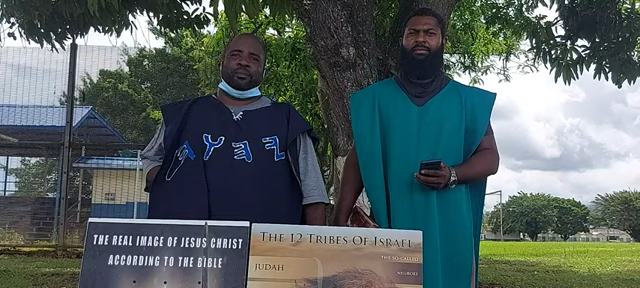 𐤉𐤄𐤅𐤄
THE REAL IMAGE OF JESUS CHRIST
ACCORDING TO THE BIBLE
THE 12 TRIBES OF ISRAEL
JUDAH
THE SO-CALLED
NEGROES